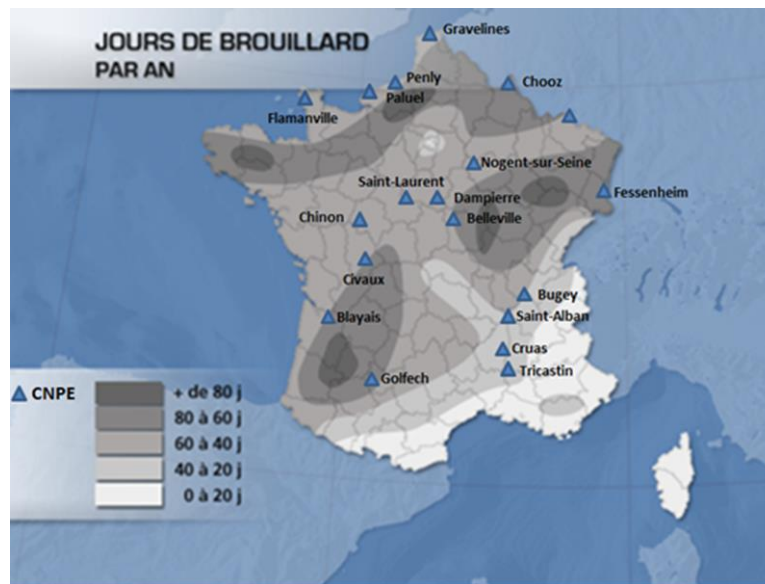 JOURS DE BROUILLARD
PAR AN
Gravelines
Penly
Chooz
Paluel
Flamanville
Nogent-sur-Seine
Saint-Laurent
Dampierre
Fessenheim
Chinon
Belleville
Civaux
Bugey
Blayais
Saint-Alban
Cruas
Tricastin
Golfech
CNPE
+ de 80 j
80 à 60 j
60 à 40 j
40 à 20 j
0 à 20 j